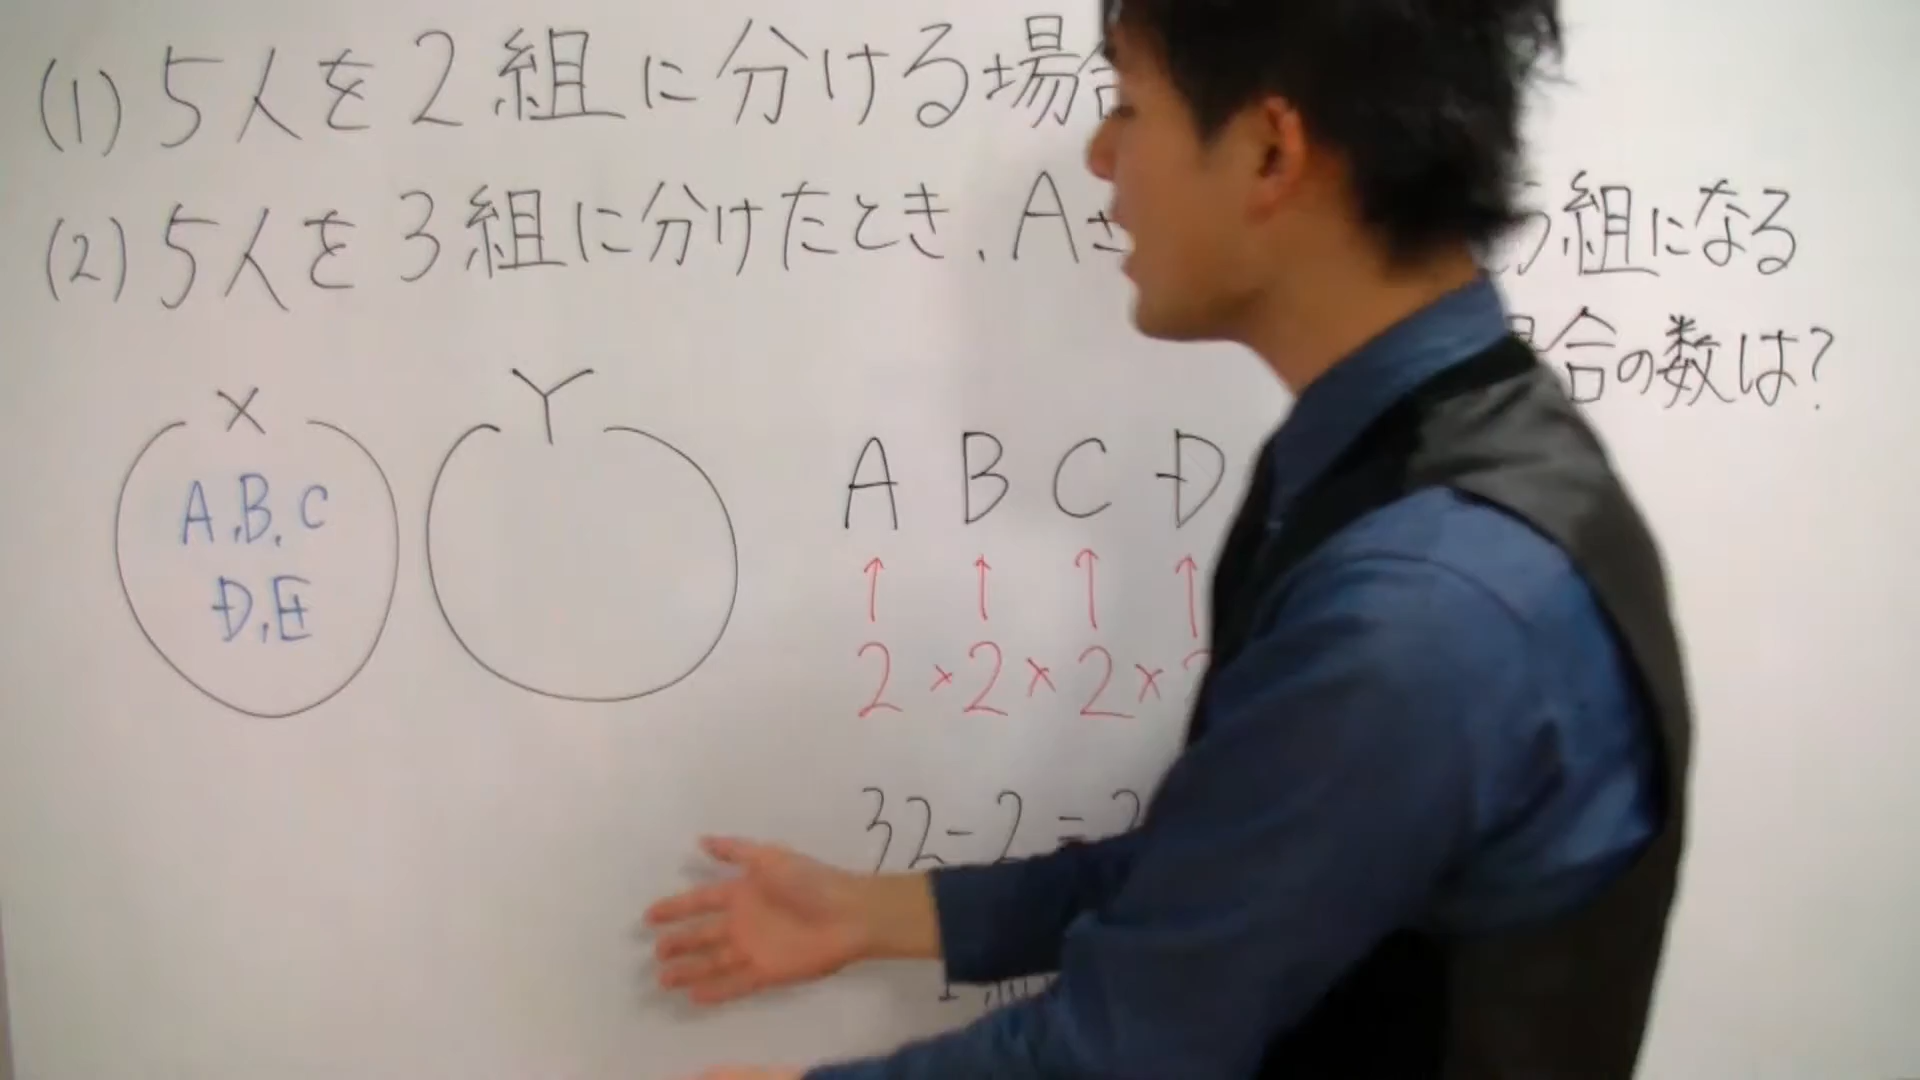 (1) 5人を2組に分ける場合
(2) 5人を3組に分けたとき、Aさ 組になる
場合の数は?
X Y
A,B,C
D,E
A B C D
↑ ↑ ↑ ↑
2×2×2×
32-2=